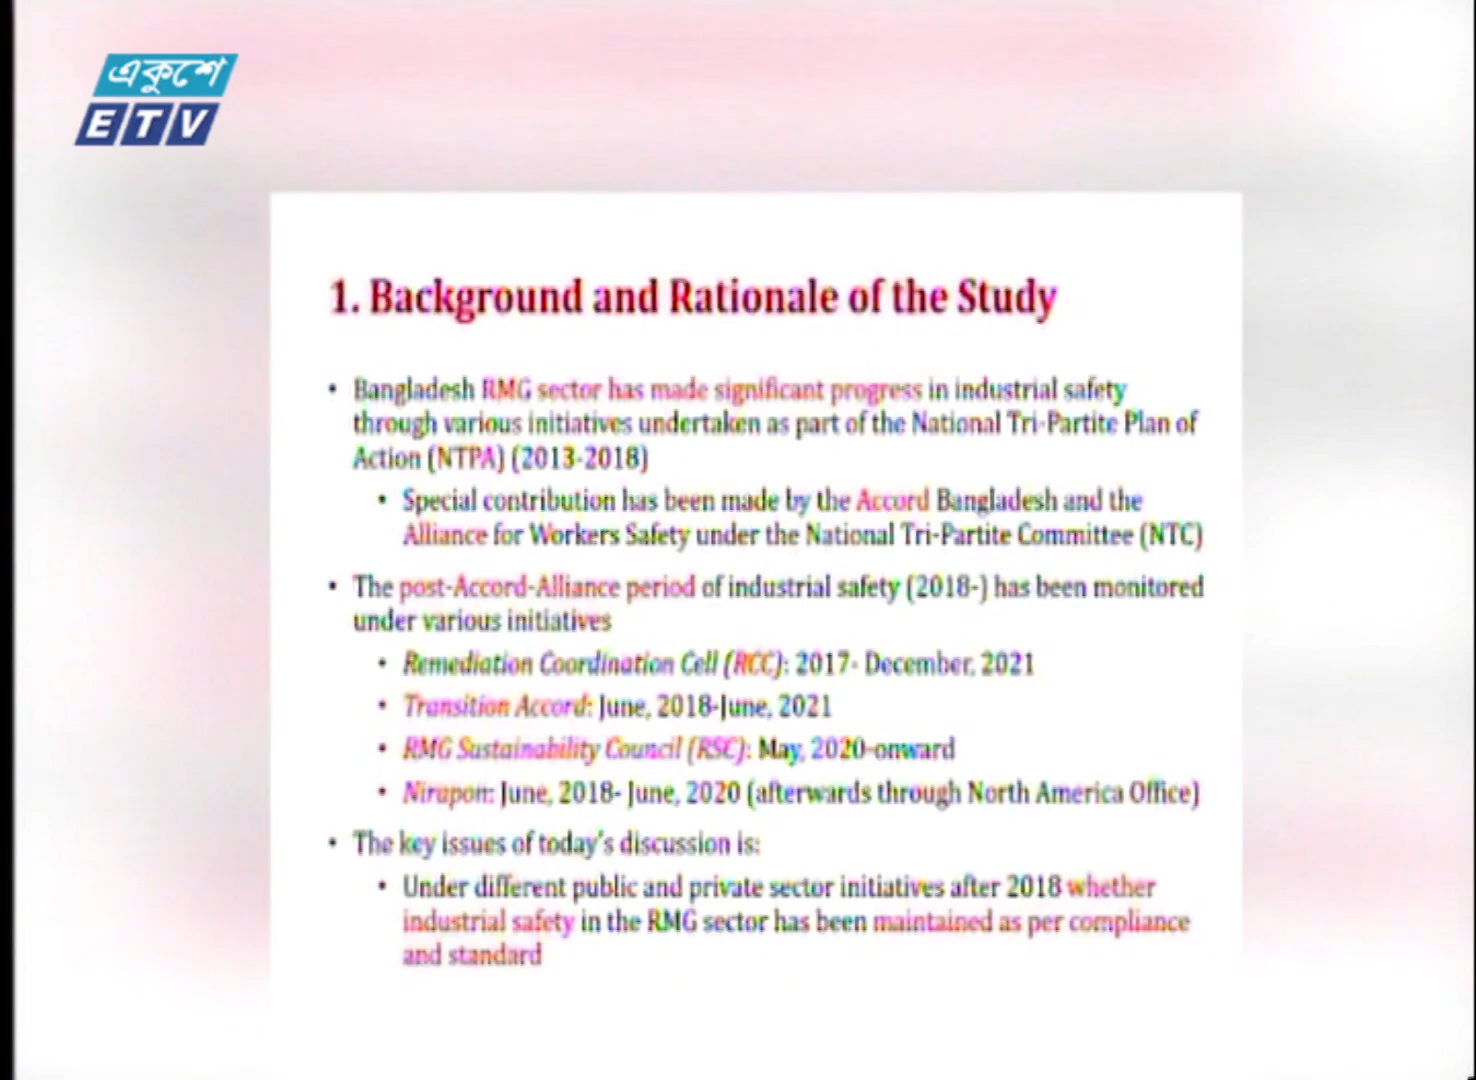 একুশে
ETV
1. Background and Rationale of the Study
• Bangladesh RMG sector has made significant progress in industrial safety
through various initiatives undertaken as part of the National Tri-Partite Plan of
Action (NTPA) (2013-2018)
• Special contribution has been made by the Accord Bangladesh and the
Alliance for Workers Safety under the National Tri-Partite Committee (NTC)
• The post-Accord-Alliance period of industrial safety (2018-) has been monitored
under various initiatives
• Remediation Coordination Cell (RCC): 2017- December, 2021
• Transition Accord: June, 2018-June, 2021
• RMG Sustainability Council (RSC): May, 2020-onward
• Nirapon: June, 2018- June, 2020 (afterwards through North America Office)
• The key issues of today's discussion is:
• Under different public and private sector initiatives after 2018 whether
industrial safety in the RMG sector has been maintained as per compliance
and standard